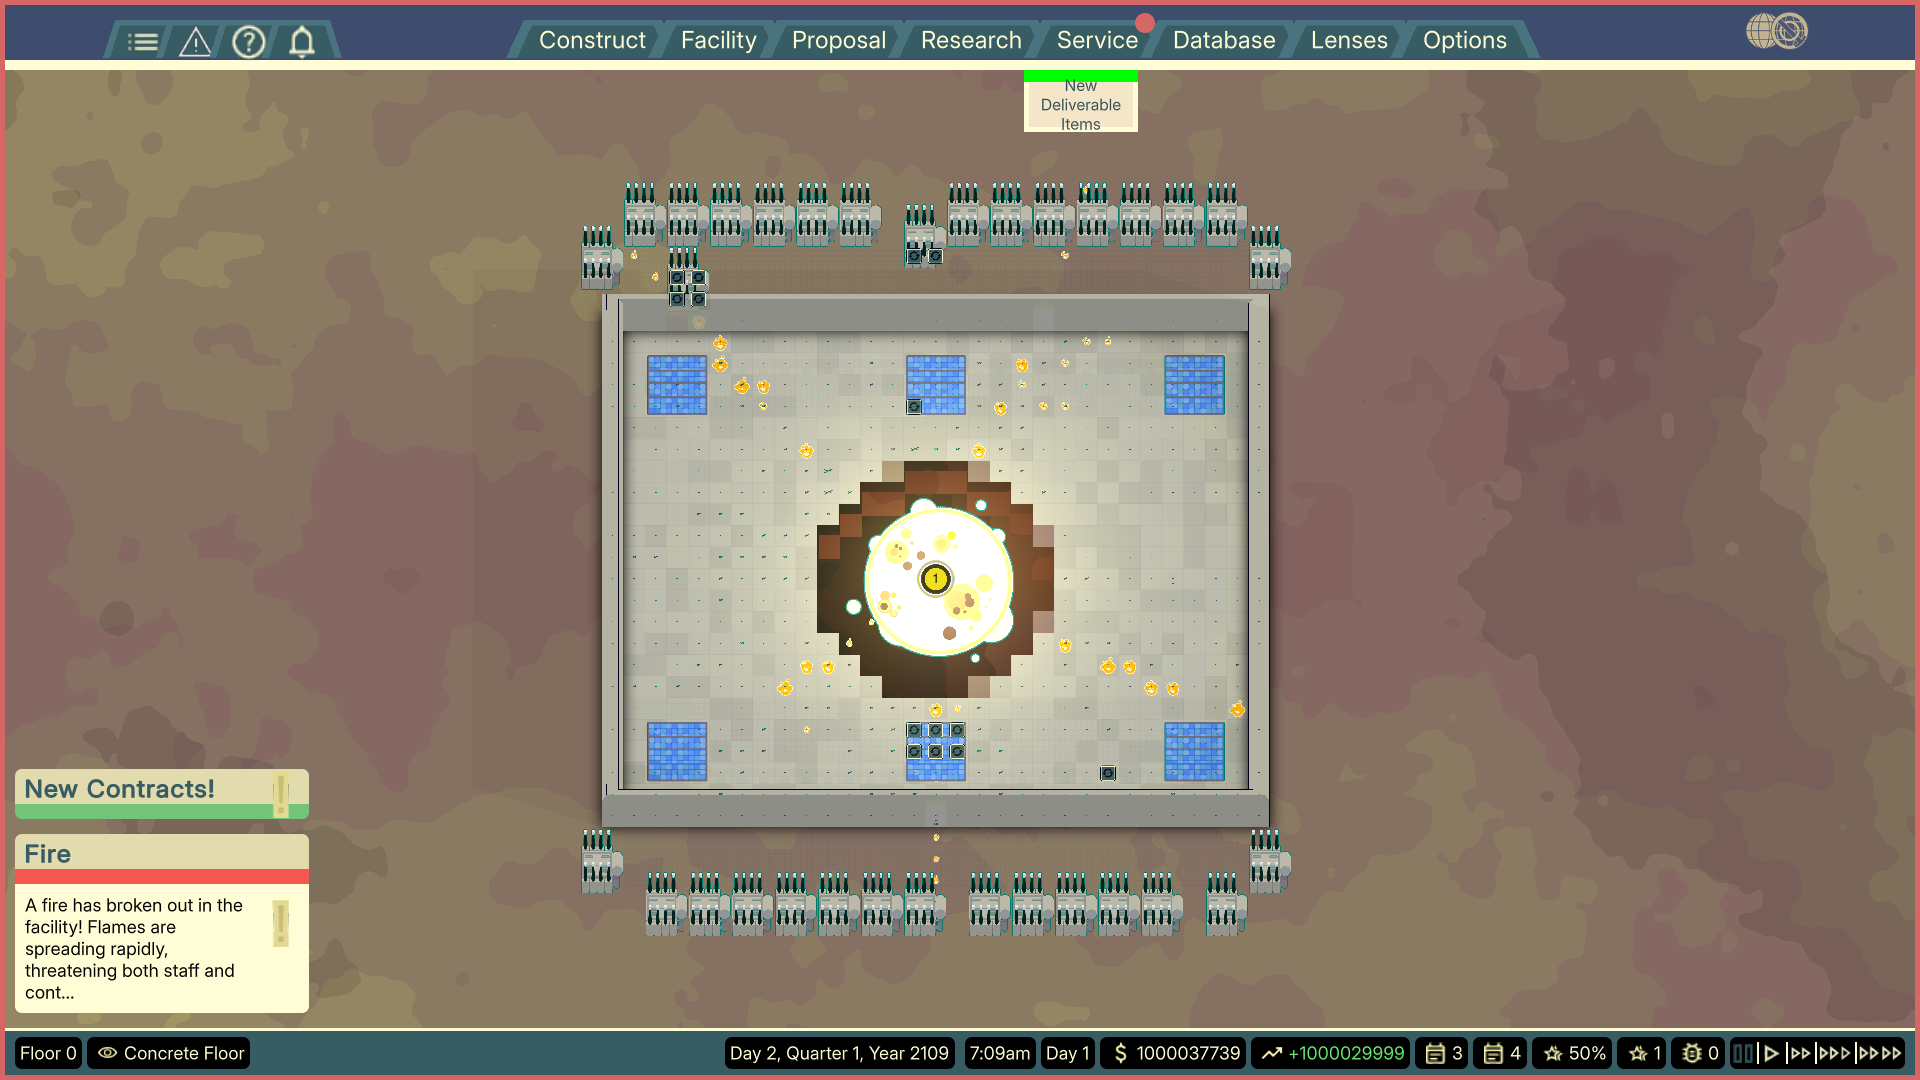 Construct
Facility
Proposal
Research
Service
Database
Lenses
Options
New
Deliverable
Items
1
New Contracts!
Fire
A fire has broken out in the
facility! Flames are
spreading rapidly,
threatening both staff and
cont...
Floor 0
Concrete Floor
Day 2, Quarter 1, Year 2109
7:09am
Day 1
$ 1000037739
+1000029999
3
4
50%
1
0